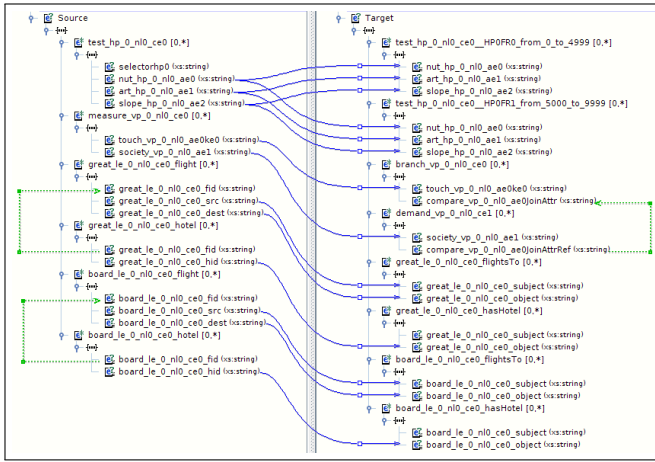 Source
test_hp_0_nl0_ce0 [0,*]
selectorhp0 (xs:string)
nut_hp_0_nl0_ae0 (xs:string)
art_hp_0_nl0_ae1 (xs:string)
slope_hp_0_nl0_ae2 (xs:string)
measure_vp_0_nl0_ce0 [0,*]
touch_vp_0_nl0_ae0ke0 (xs:string)
society_vp_0_nl0_ae1 (xs:string)
great_le_0_nl0_ce0_flight [0,*]
great_le_0_nl0_ce0_fid (xs:string)
great_le_0_nl0_ce0_src (xs:string)
great_le_0_nl0_ce0_dest (xs:string)
great_le_0_nl0_ce0_hotel [0,*]
great_le_0_nl0_ce0_fid (xs:string)
great_le_0_nl0_ce0_hid (xs:string)
board_le_0_nl0_ce0_flight [0,*]
board_le_0_nl0_ce0_fid (xs:string)
board_le_0_nl0_ce0_src (xs:string)
board_le_0_nl0_ce0_dest (xs:string)
board_le_0_nl0_ce0_hotel [0,*]
board_le_0_nl0_ce0_fid (xs:string)
board_le_0_nl0_ce0_hid (xs:string)
Target
test_hp_0_nl0_ce0__HP0FR0_from_0_to_4999 [0,*]
nut_hp_0_nl0_ae0 (xs:string)
art_hp_0_nl0_ae1 (xs:string)
slope_hp_0_nl0_ae2 (xs:string)
test_hp_0_nl0_ce0__HP0FR1_from_5000_to_9999 [0,*]
nut_hp_0_nl0_ae0 (xs:string)
art_hp_0_nl0_ae1 (xs:string)
slope_hp_0_nl0_ae2 (xs:string)
branch_vp_0_nl0_ce0 [0,*]
touch_vp_0_nl0_ae0ke0 (xs:string)
compare_vp_0_nl0_ae0JoinAttr (xs:string)
demand_vp_0_nl0_ce1 [0,*]
society_vp_0_nl0_ae1 (xs:string)
compare_vp_0_nl0_ae0JoinAttrRef (xs:string)
great_le_0_nl0_ce0_flightsTo [0,*]
great_le_0_nl0_ce0_subject (xs:string)
great_le_0_nl0_ce0_object (xs:string)
great_le_0_nl0_ce0_hasHotel [0,*]
great_le_0_nl0_ce0_subject (xs:string)
great_le_0_nl0_ce0_object (xs:string)
board_le_0_nl0_ce0_flightsTo [0,*]
board_le_0_nl0_ce0_subject (xs:string)
board_le_0_nl0_ce0_object (xs:string)
board_le_0_nl0_ce0_hasHotel [0,*]
board_le_0_nl0_ce0_subject (xs:string)
board_le_0_nl0_ce0_object (xs:string)